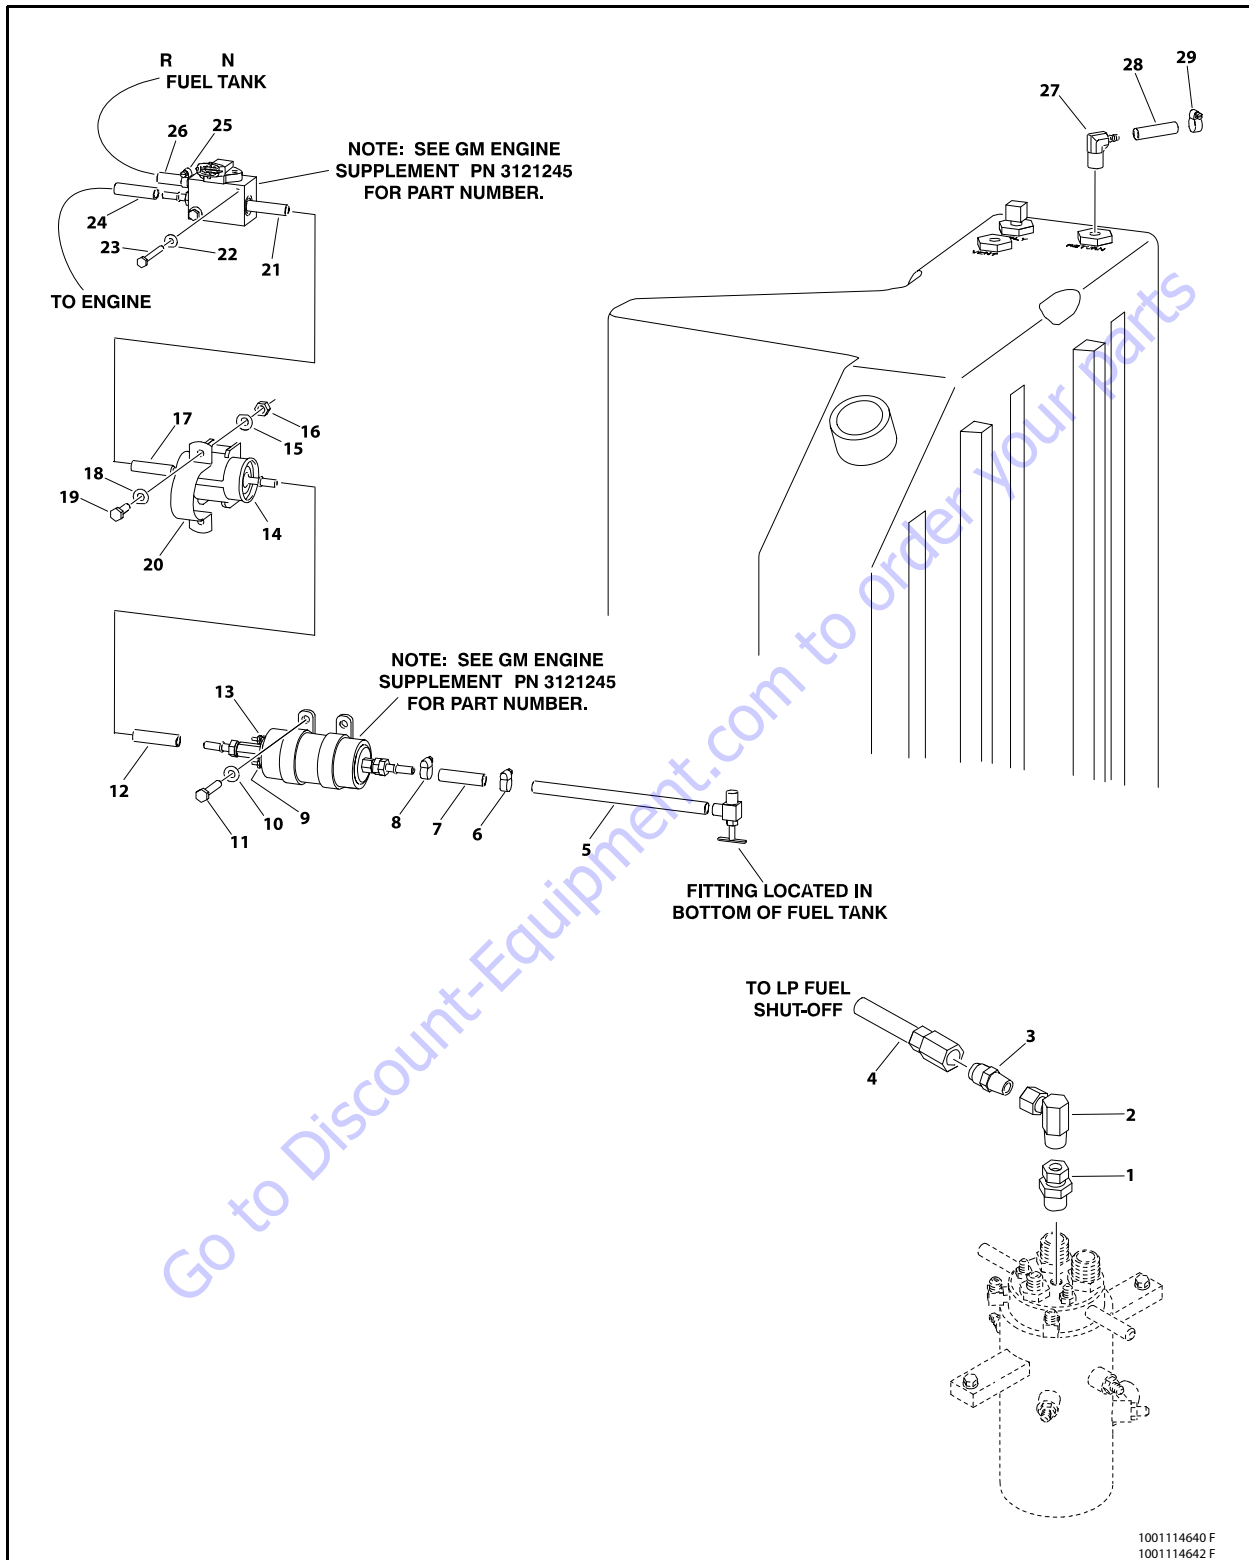 R N
FUEL TANK
26
25
NOTE: SEE GM ENGINE
SUPPLEMENT PN 3121245
FOR PART NUMBER.
24
23
22
21
TO ENGINE
27
28
29
VENT
RETURN
17
16
15
18
19
14
20
NOTE: SEE GM ENGINE
SUPPLEMENT PN 3121245
FOR PART NUMBER.
13
12
11
10
9
8
7
6
5
FITTING LOCATED IN
BOTTOM OF FUEL TANK
TO LP FUEL
SHUT-OFF
4
3
2
1
Go to Discount-Equipment.com to order your parts
1001114640 F
1001114642 F